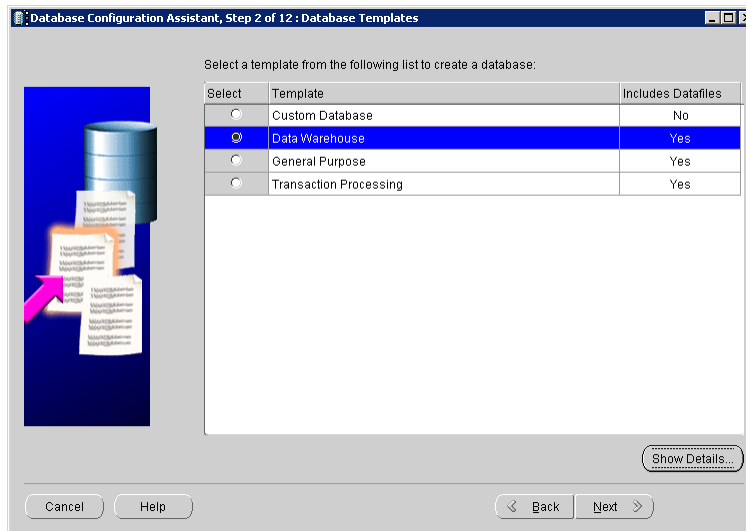 Database Configuration Assistant, Step 2 of 12 : Database Templates
Select a template from the following list to create a database:
Select Template Includes Datafiles
Custom Database No
Data Warehouse Yes
General Purpose Yes
Transaction Processing Yes
Show Details...
Cancel Help Back Next